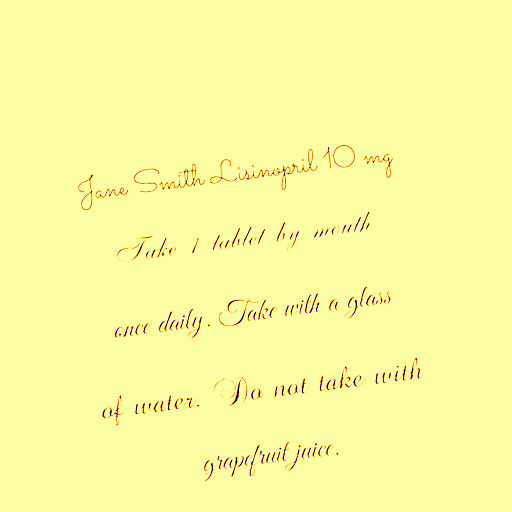 Jane Smith Lisinopril 10 mg
Take 1 tablet by mouth
once daily. Take with a glass
of water. Do not take with
grapefruit juice.